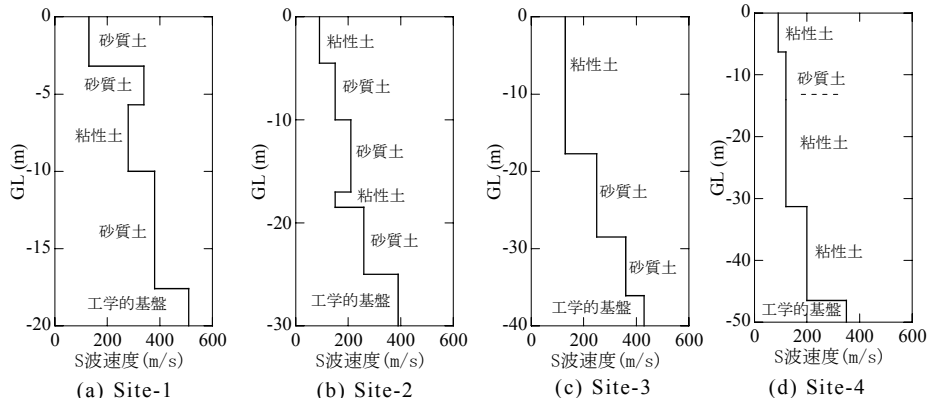 0
-5
-10
-15
-20
GL (m)
砂質土
砂質土
粘性土
砂質土
工学的基盤
0 200 400 600
S波速度(m/s)
(a) Site-1
0
-10
-20
-30
GL (m)
粘性土
砂質土
砂質土
粘性土
砂質土
工学的基盤
0 200 400 600
S波速度(m/s)
(b) Site-2
0
-10
-20
-30
-40
GL (m)
粘性土
砂質土
砂質土
工学的基盤
0 200 400 600
S波速度(m/s)
(c) Site-3
0
-10
-20
-30
-40
-50
GL (m)
粘性土
砂質土
粘性土
粘性土
工学的基盤
0 200 400 600
S波速度(m/s)
(d) Site-4